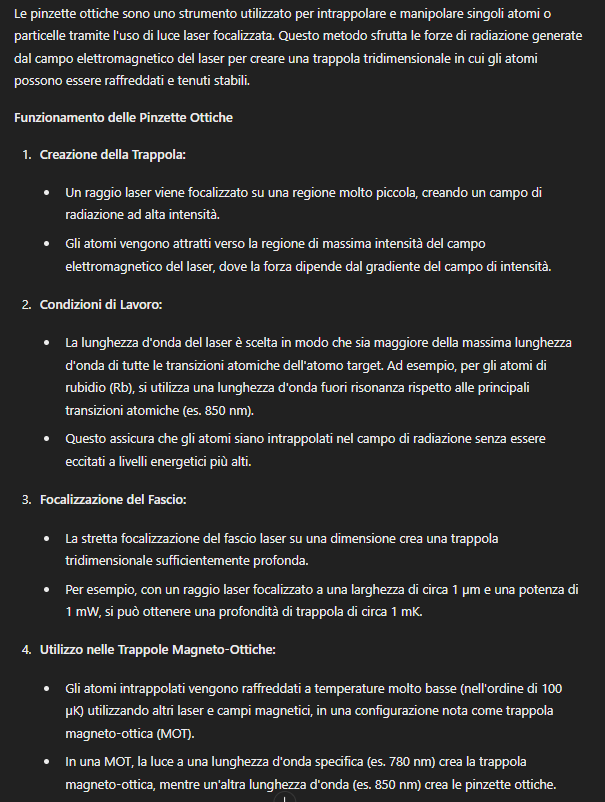 Le pinzette ottiche sono uno strumento utilizzato per intrappolare e manipolare singoli atomi o
particelle tramite l'uso di luce laser focalizzata. Questo metodo sfrutta le forze di radiazione generate
dal campo elettromagnetico del laser per creare una trappola tridimensionale in cui gli atomi
possono essere raffreddati e tenuti stabili.
Funzionamento delle Pinzette Ottiche
1. Creazione della Trappola:
• Un raggio laser viene focalizzato su una regione molto piccola, creando un campo di
radiazione ad alta intensità.
• Gli atomi vengono attratti verso la regione di massima intensità del campo
elettromagnetico del laser, dove la forza dipende dal gradiente del campo di intensità.
2. Condizioni di Lavoro:
• La lunghezza d'onda del laser è scelta in modo che sia maggiore della massima lunghezza
d'onda di tutte le transizioni atomiche dell'atomo target. Ad esempio, per gli atomi di
rubidio (Rb), si utilizza una lunghezza d'onda fuori risonanza rispetto alle principali
transizioni atomiche (es. 850 nm).
• Questo assicura che gli atomi siano intrappolati nel campo di radiazione senza essere
eccitati a livelli energetici più alti.
3. Focalizzazione del Fascio:
• La stretta focalizzazione del fascio laser su una dimensione crea una trappola
tridimensionale sufficientemente profonda.
• Per esempio, con un raggio laser focalizzato a una larghezza di circa 1 µm e una potenza di
1 mW, si può ottenere una profondità di trappola di circa 1 mK.
4. Utilizzo nelle Trappole Magneto-Ottiche:
• Gli atomi intrappolati vengono raffreddati a temperature molto basse (nell'ordine di 100
µK) utilizzando altri laser e campi magnetici, in una configurazione nota come trappola
magneto-ottica (MOT).
• In una MOT, la luce a una lunghezza d'onda specifica (es. 780 nm) crea la trappola
magneto-ottica, mentre un'altra lunghezza d'onda (es. 850 nm) crea le pinzette ottiche.